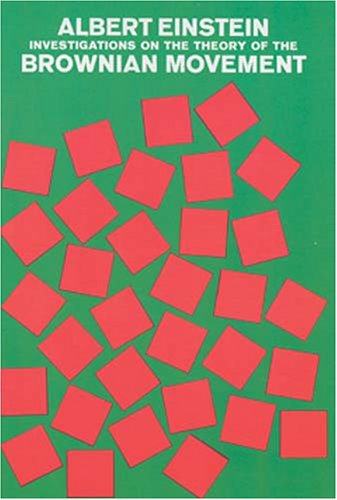 ALBERT EINSTEIN
INVESTIGATIONS ON THE THEORY OF THE
BROWNIAN MOVEMENT